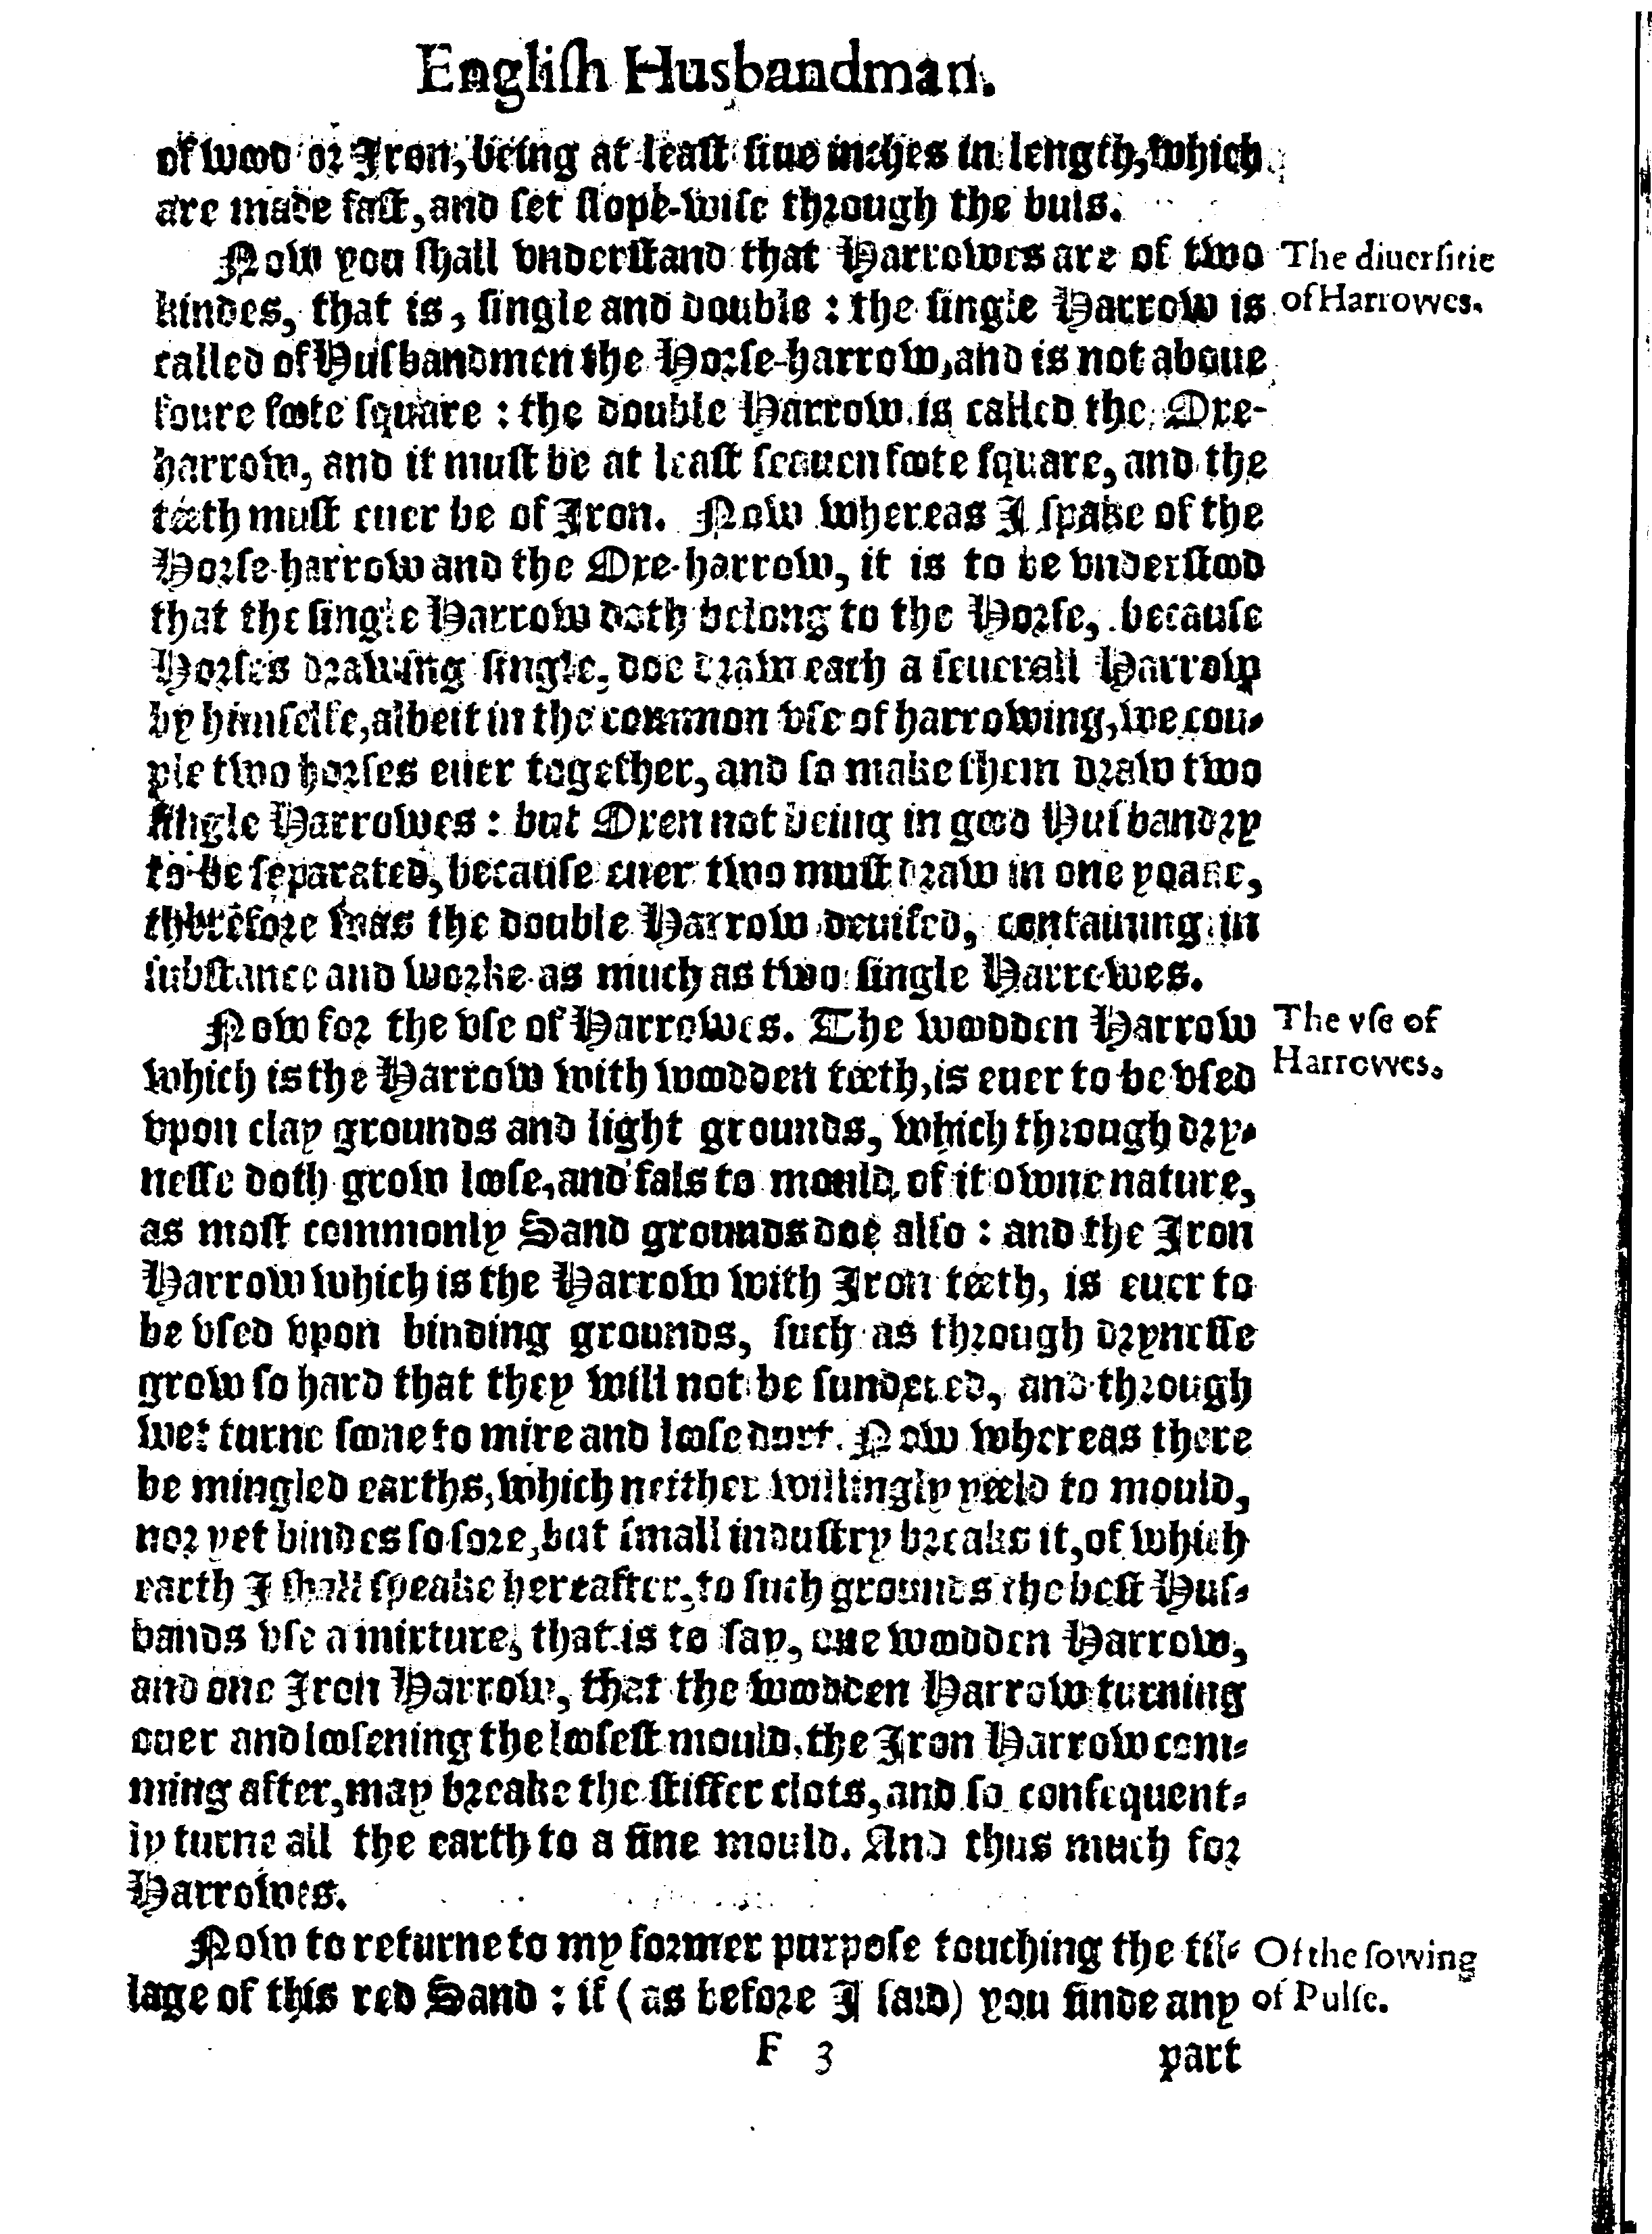 Engliſh Husbandman.
of wood or Iron, being at leaſt fiue inches in length, which
are made faſt, and ſet ſlope-wiſe through the buls.
Now you ſhall vnderſtand that Harrowes are of two
The diuerſitie
kindes, that is, ſingle and double : the ſingle Harrow is
of Harrowes.
called of Huſbandmen the Horſe-harrow, and is not aboue
foure foote ſquare : the double Harrow is called the Oxe-
harrow, and it muſt be at leaſt ſeauen foote ſquare, and the
teeth muſt euer be of Iron. Now whereas I ſpake of the
Horſe-harrow and the Oxe-harrow, it is to be vnderſtood
that the ſingle Harrow doth belong to the Horſe, becauſe
Horſes drawing ſingle, doe draw each a ſeuerall Harrow
by himſelfe, albeit in the common vſe of harrowing, we cou-
ple two horſes euer together, and ſo make them draw two
ſingle Harrowes : but Oxen not being in good Huſbandry
to be ſeparated, becauſe euer two muſt draw in one yoake,
therefore was the double Harrow deuiſed, contaiuing in
ſubſtance and worke as much as two ſingle Harrowes.
Now for the vſe of Harrowes. The woodden Harrow
The vſe of
which is the Harrow with woodden teeth, is euer to be vſed
Harrowes.
vpon clay grounds and light grounds, which through dry-
neſſe doth grow looſe, and fals to mould of it owne nature,
as moſt commonly Sand grounds doe alſo : and the Iron
Harrow which is the Harrow with Iron teeth, is euer to
be vſed vpon binding grounds, ſuch as through dryneſſe
grow ſo hard that they will not be ſundered, and through
wet turne ſoone to mire and looſe durt. Now whereas there
be mingled earths, which neither willingly yeeld to mould,
nor yet bindes ſo ſore, but ſmall induſtry breaks it, of which
earth I ſhall ſpeake hereafter, to ſuch grounds the beſt Huſ-
bands vſe a mixture, that is to ſay, one woodden Harrow,
and one Iron Harrow, that the woodden Harrow turning
ouer and looſening the looſeſt mould, the Iron Harrow com-
ming after, may breake the ſtiffer clots, and ſo conſequent-
ly turne all the earth to a fine mould. And thus much for
Harrowes.
Now to returne to my former purpoſe touching the til-
Of the ſowing
lage of this red Sand : if (as before I ſaid) you finde any
of Pulſe.
F 3
part